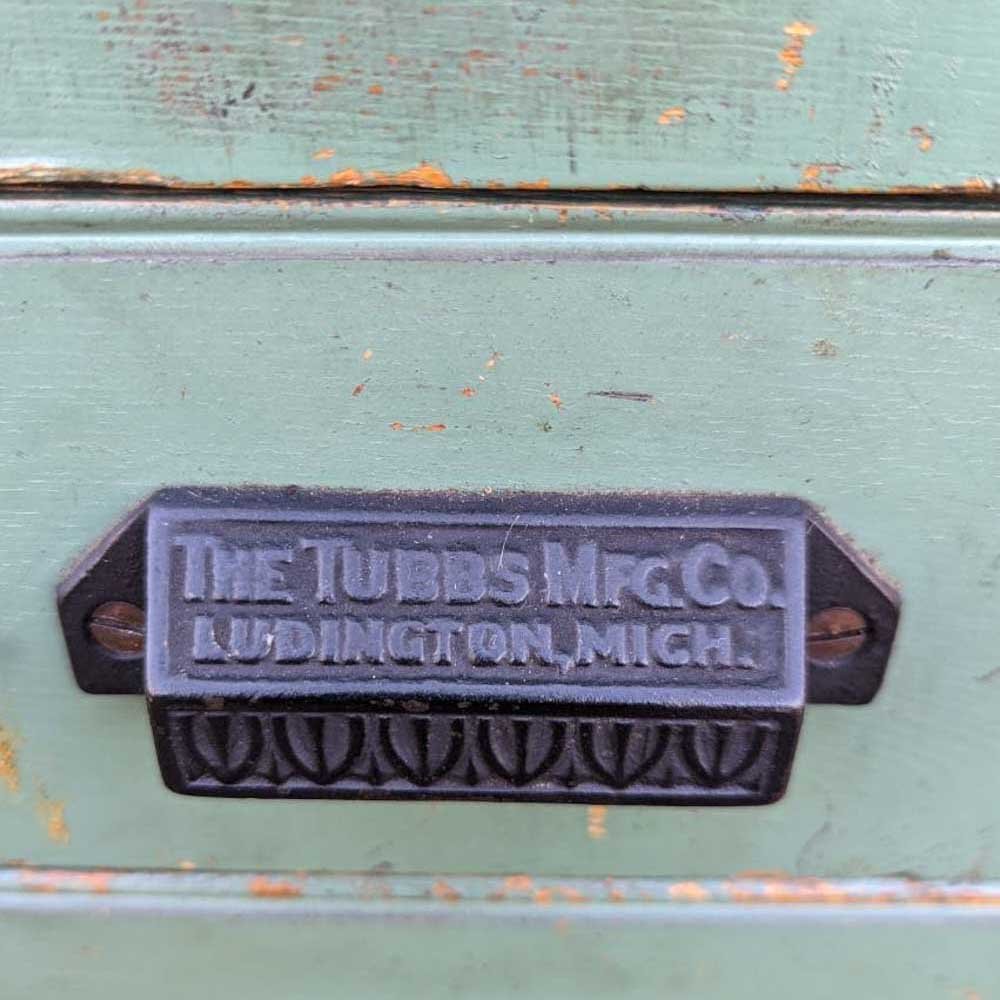 THE TUBBS MFG. CO.
LUDINGTON, MICH.